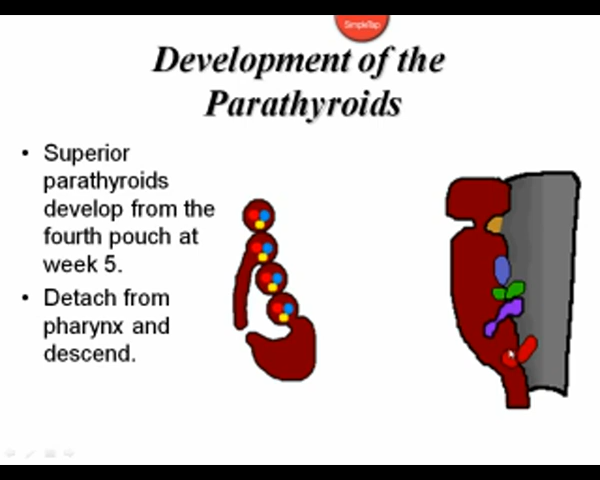 SimpleTap
Development of the
Parathyroids
• Superior
parathyroids
develop from the
fourth pouch at
week 5.
• Detach from
pharynx and
descend.